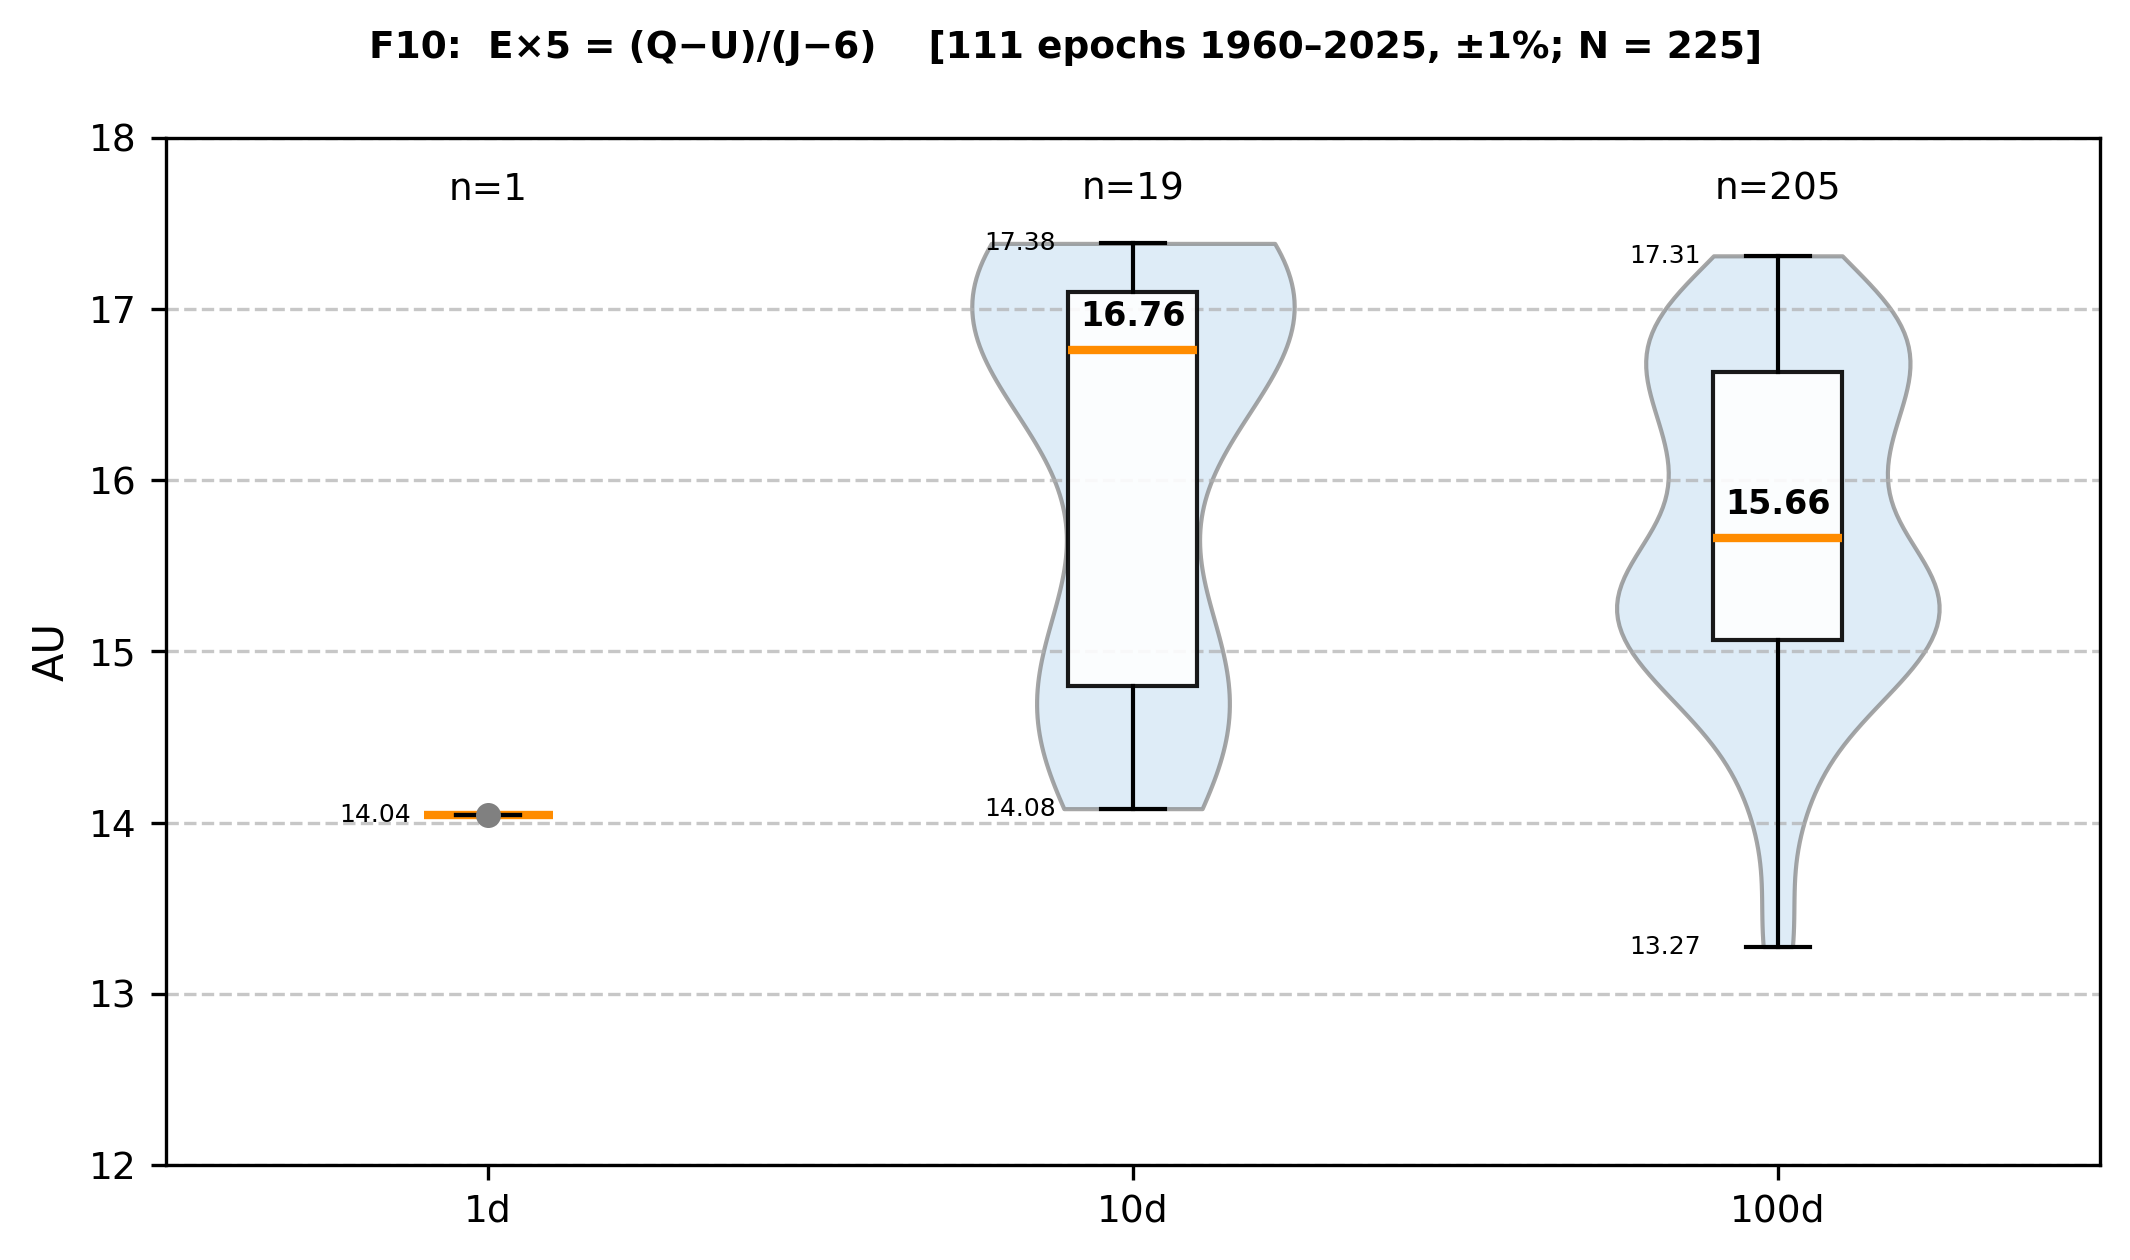 F10:  E×5 = (Q−U)/(J−6)    [111 epochs 1960–2025, ±1%; N = 225]
18
17
16
15
14
13
12
AU
n=1
n=19
n=205
17.38
17.31
16.76
15.66
14.04
14.08
13.27
1d
10d
100d